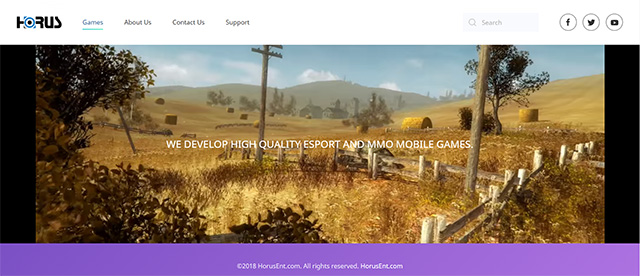 HORUS
Games
About Us
Contact Us
Support
Search
WE DEVELOP HIGH QUALITY ESPORT AND MMO MOBILE GAMES.
©2018 HorusEnt.com. All rights reserved. HorusEnt.com